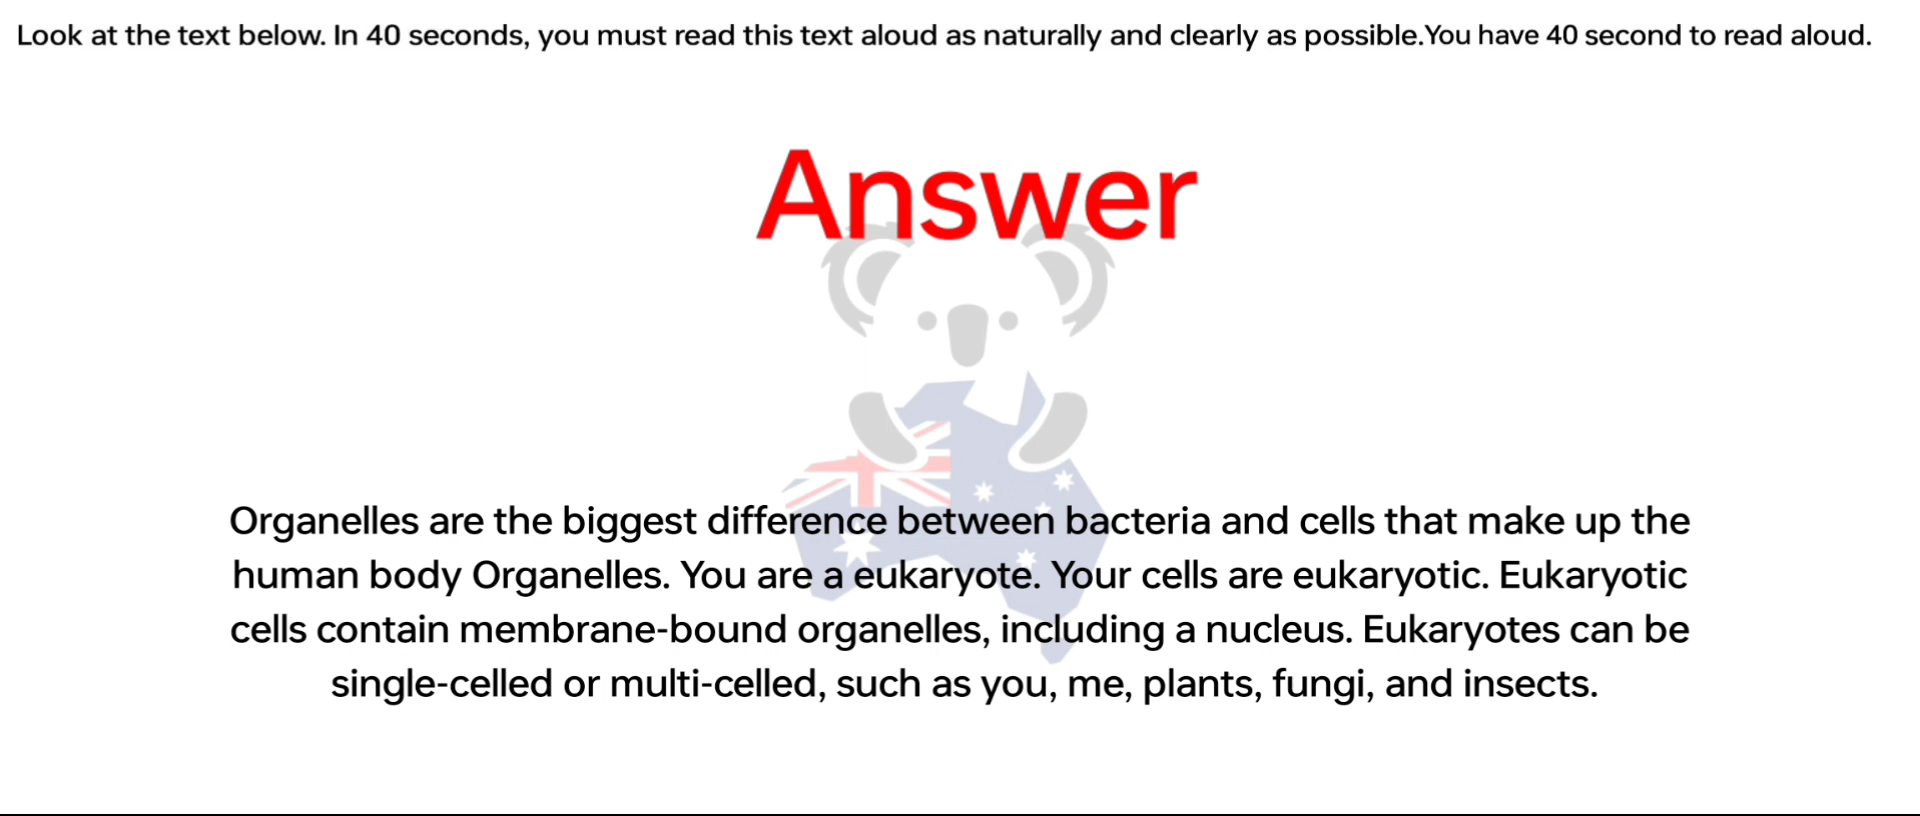 Look at the text below. In 40 seconds, you must read this text aloud as naturally and clearly as possible.You have 40 second to read aloud.
Answer
Organelles are the biggest difference between bacteria and cells that make up the
human body Organelles. You are a eukaryote. Your cells are eukaryotic. Eukaryotic
cells contain membrane-bound organelles, including a nucleus. Eukaryotes can be
single-celled or multi-celled, such as you, me, plants, fungi, and insects.